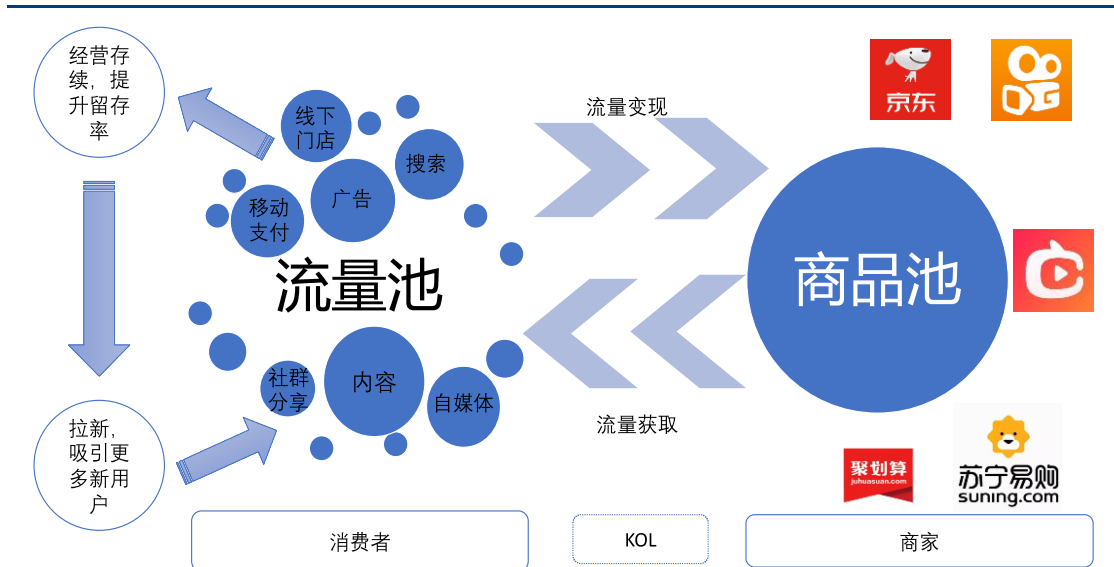 经营存
续，提
升留存
率
线下
门店
搜索
广告
移动
支付
流量池
社群
分享
内容
自媒体
拉新，
吸引更
多新用
户
流量变现
流量获取
京东
商品池
聚划算
juhuasuan.com
苏宁易购
suning.com
消费者
KOL
商家